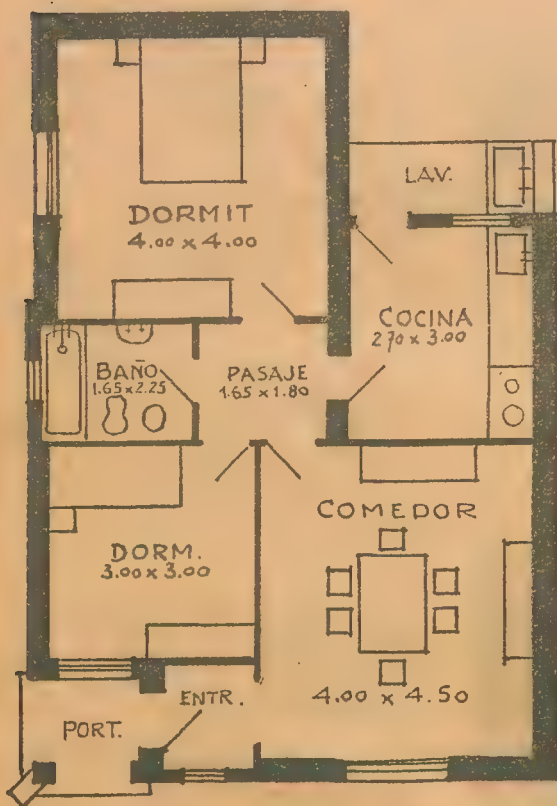 DORMIT
4.00 x 4.00
LAV.
COCINA
2.70 x 3.00
BAÑO
1.65 x 2.25
PASAJE
1.65 x 1.80
COMEDOR
4.00 x 4.50
DORM.
3.00 x 3.00
ENTR.
PORT.